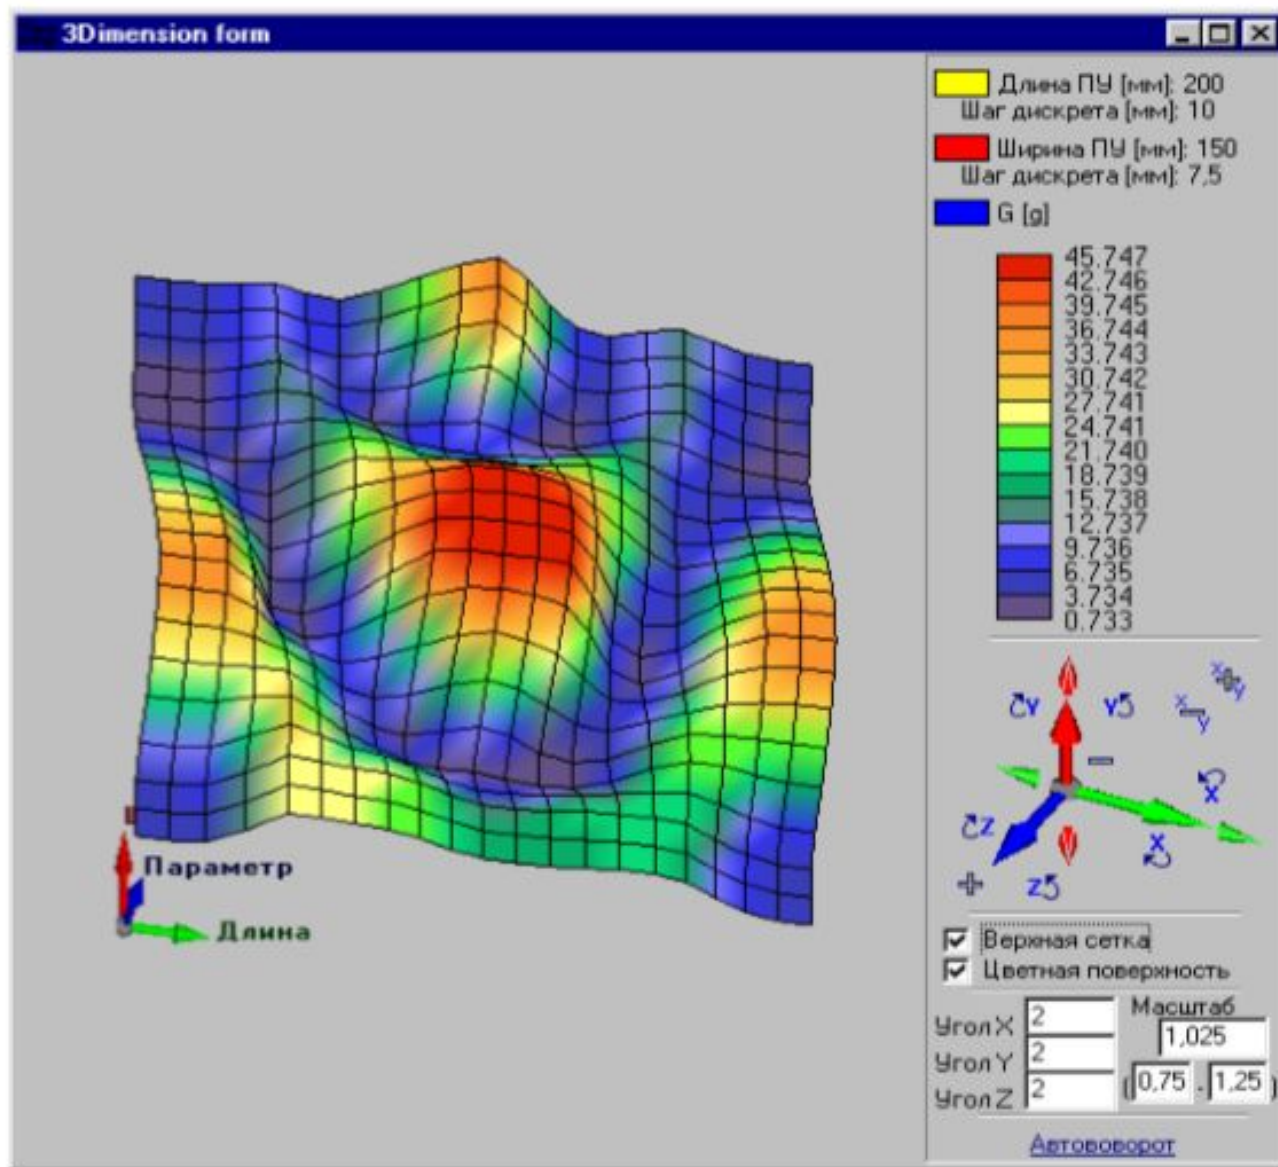 3Dimension form
Длина ПУ [мм]: 200
Шаг дискрета [мм]: 10
Ширина ПУ [мм]: 150
Шаг дискрета [мм]: 7,5
G [g]
45.747
42.746
39.745
36.744
33.743
30.742
27.741
24.741
21.740
18.739
15.738
12.737
9.736
6.735
3.734
0.733
Y Y
X Y
X Y
X
Z
X
Z
Параметр
Длина
Верхная сетка
Цветная поверхность
Угол X 2
Угол Y 2
Угол Z 2
Масштаб
1,025
(0,75 - 1,25)
Автововорот